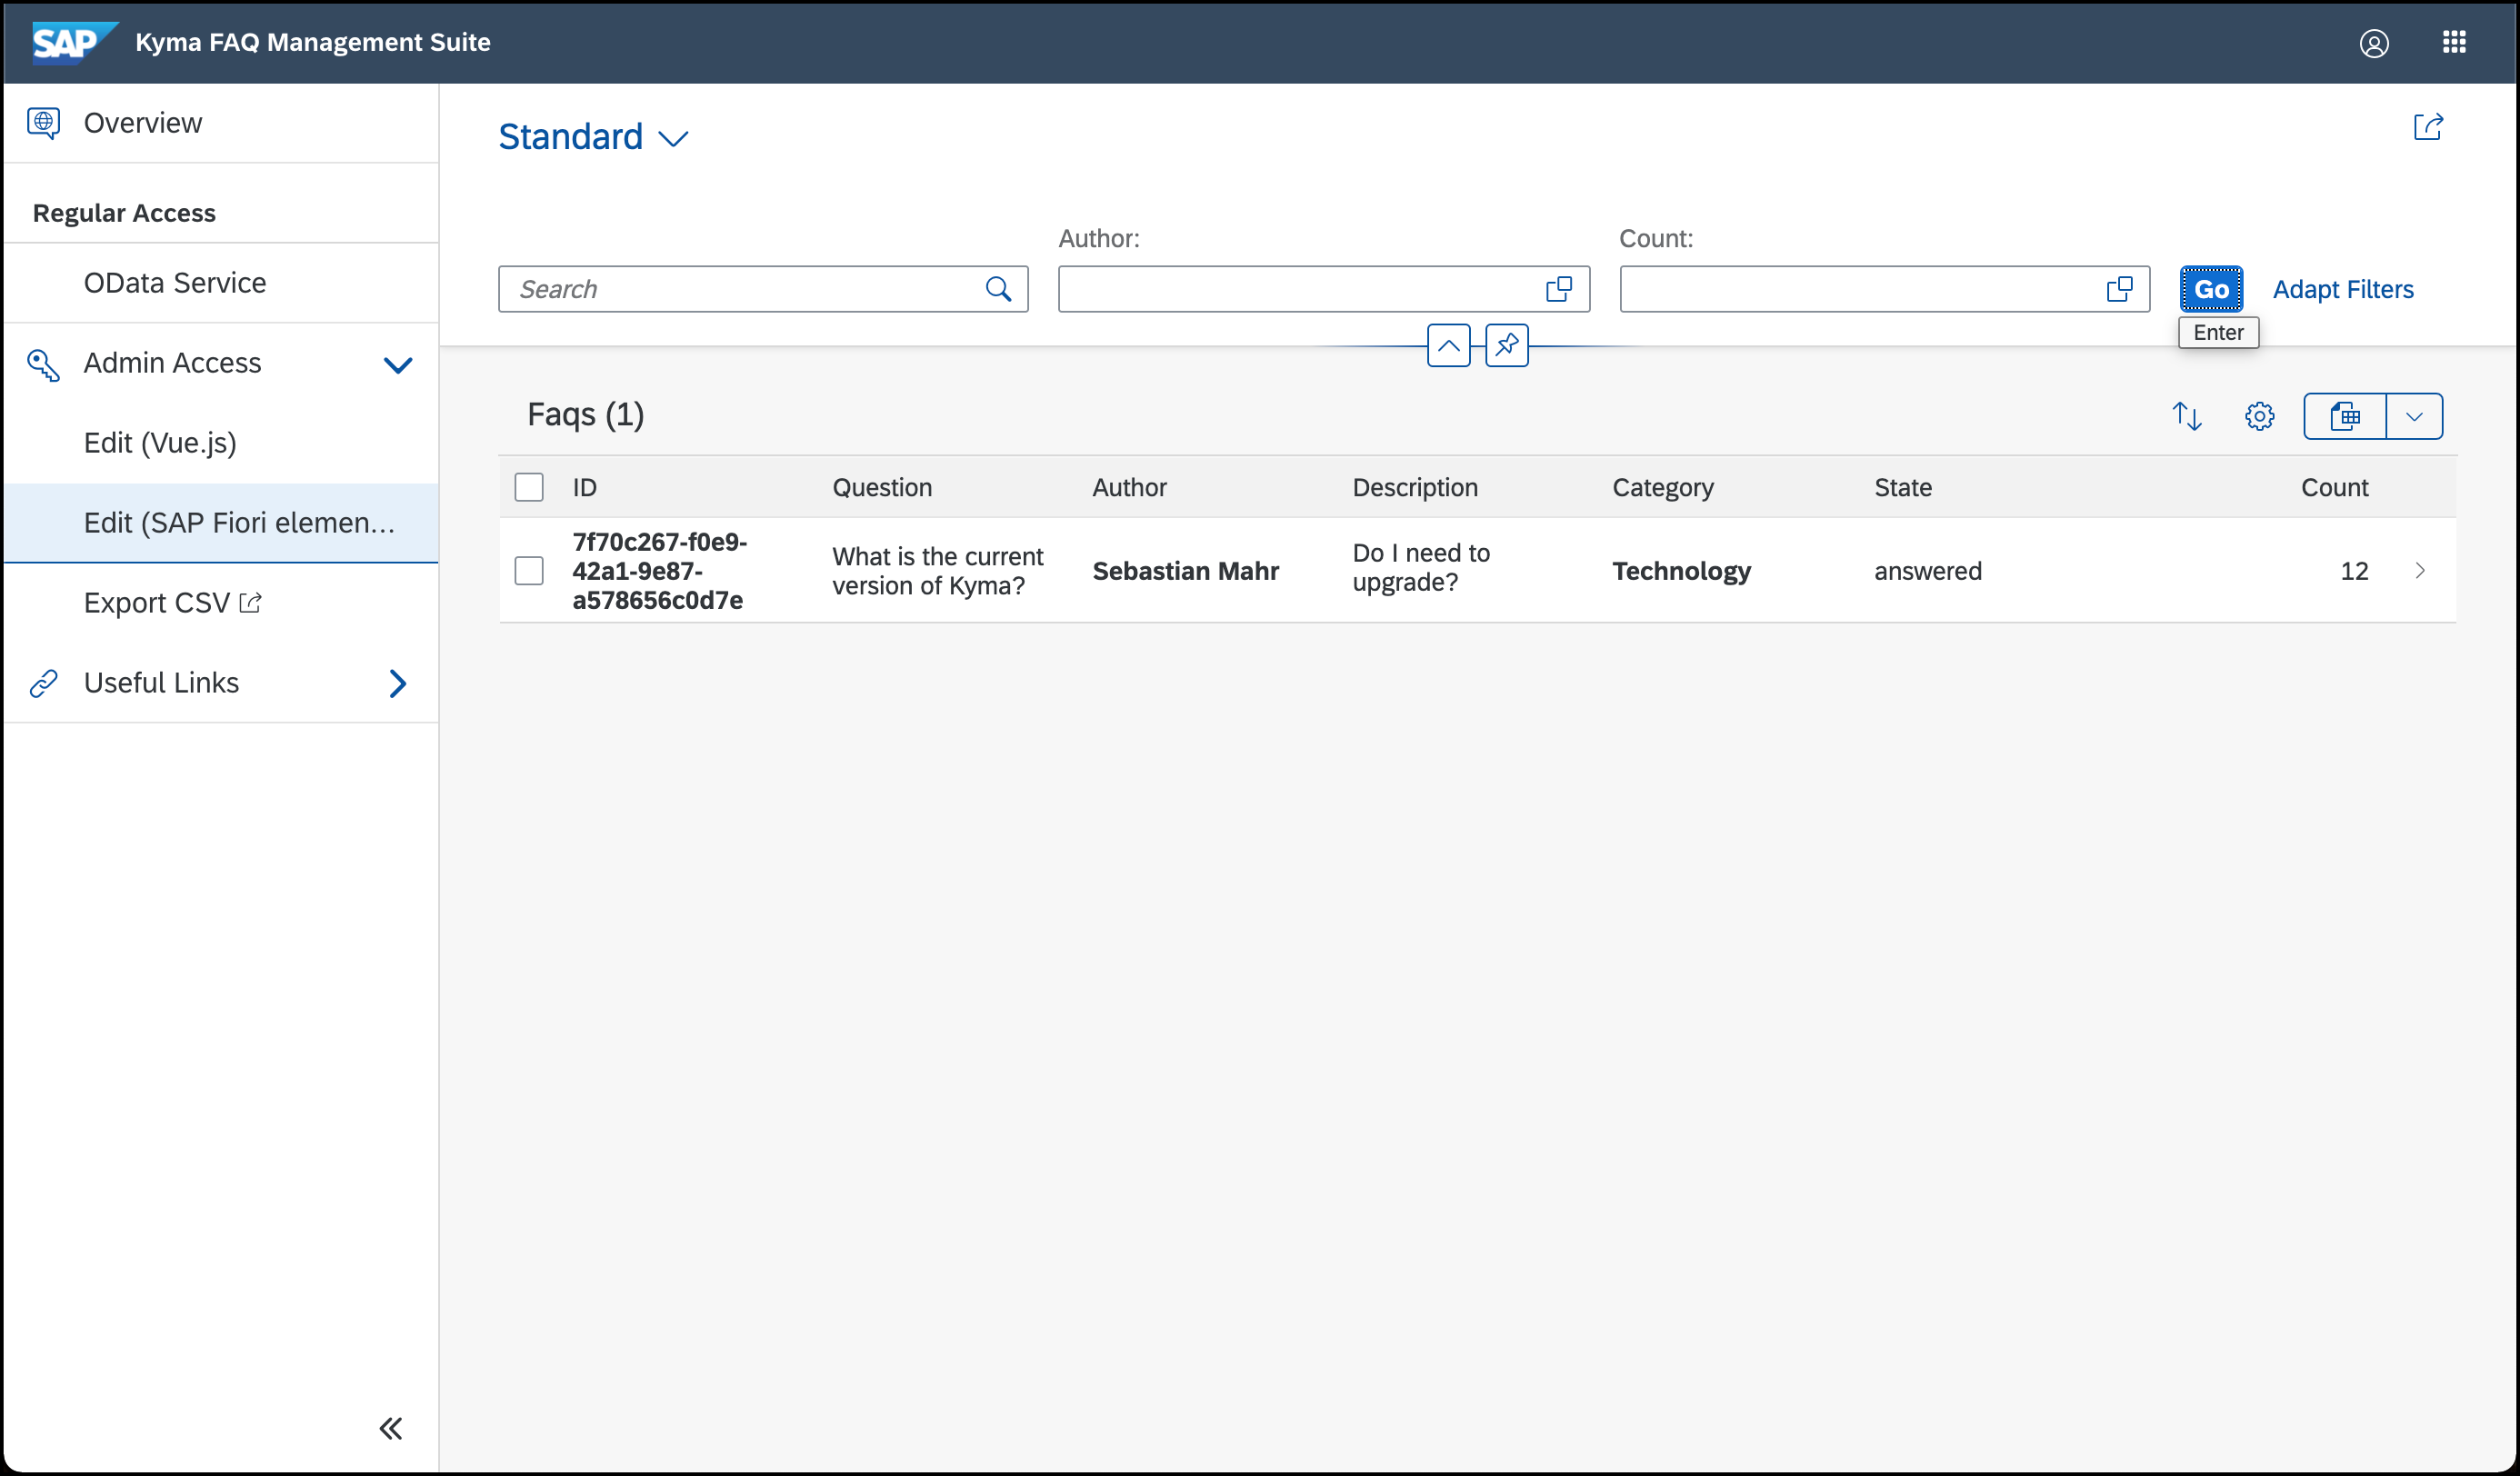 SAP Kyma FAQ Management Suite
Overview
Regular Access
OData Service
Admin Access
Edit (Vue.js)
Edit (SAP Fiori elemen...
Export CSV
Useful Links
Standard
Author:
Count:
Search
Go
Adapt Filters
Enter
Faqs (1)
ID Question Author Description Category State Count
7f70c267-f0e9-
42a1-9e87-
a578656c0d7e
What is the current
version of Kyma?
Sebastian Mahr
Do I need to
upgrade?
Technology
answered
12